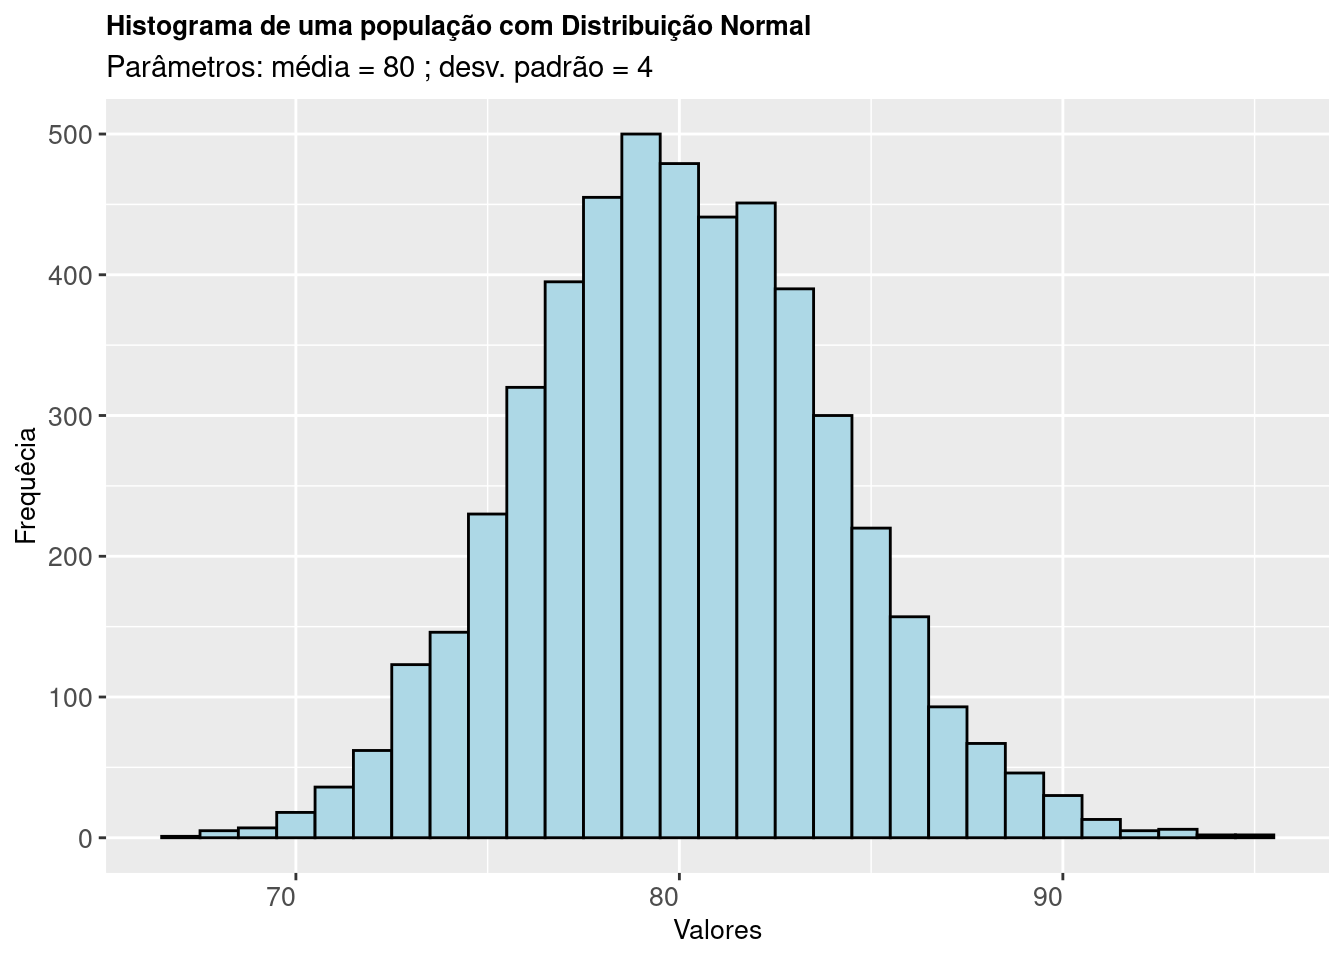 Histograma de uma população com Distribuição Normal
Parâmetros: média = 80 ; desv. padrão = 4
500
400
300
200
100
0
Frequêcia
70 80 90
Valores